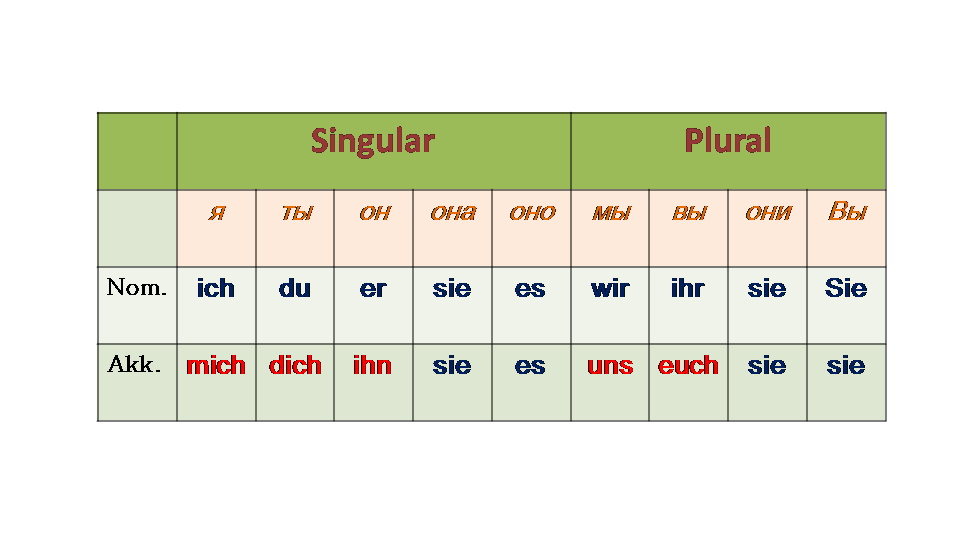 Singular Plural
я ты он она оно мы вы они Вы
Nom. ich du er sie es wir ihr sie Sie
Akk. mich dich ihn sie es uns euch sie sie